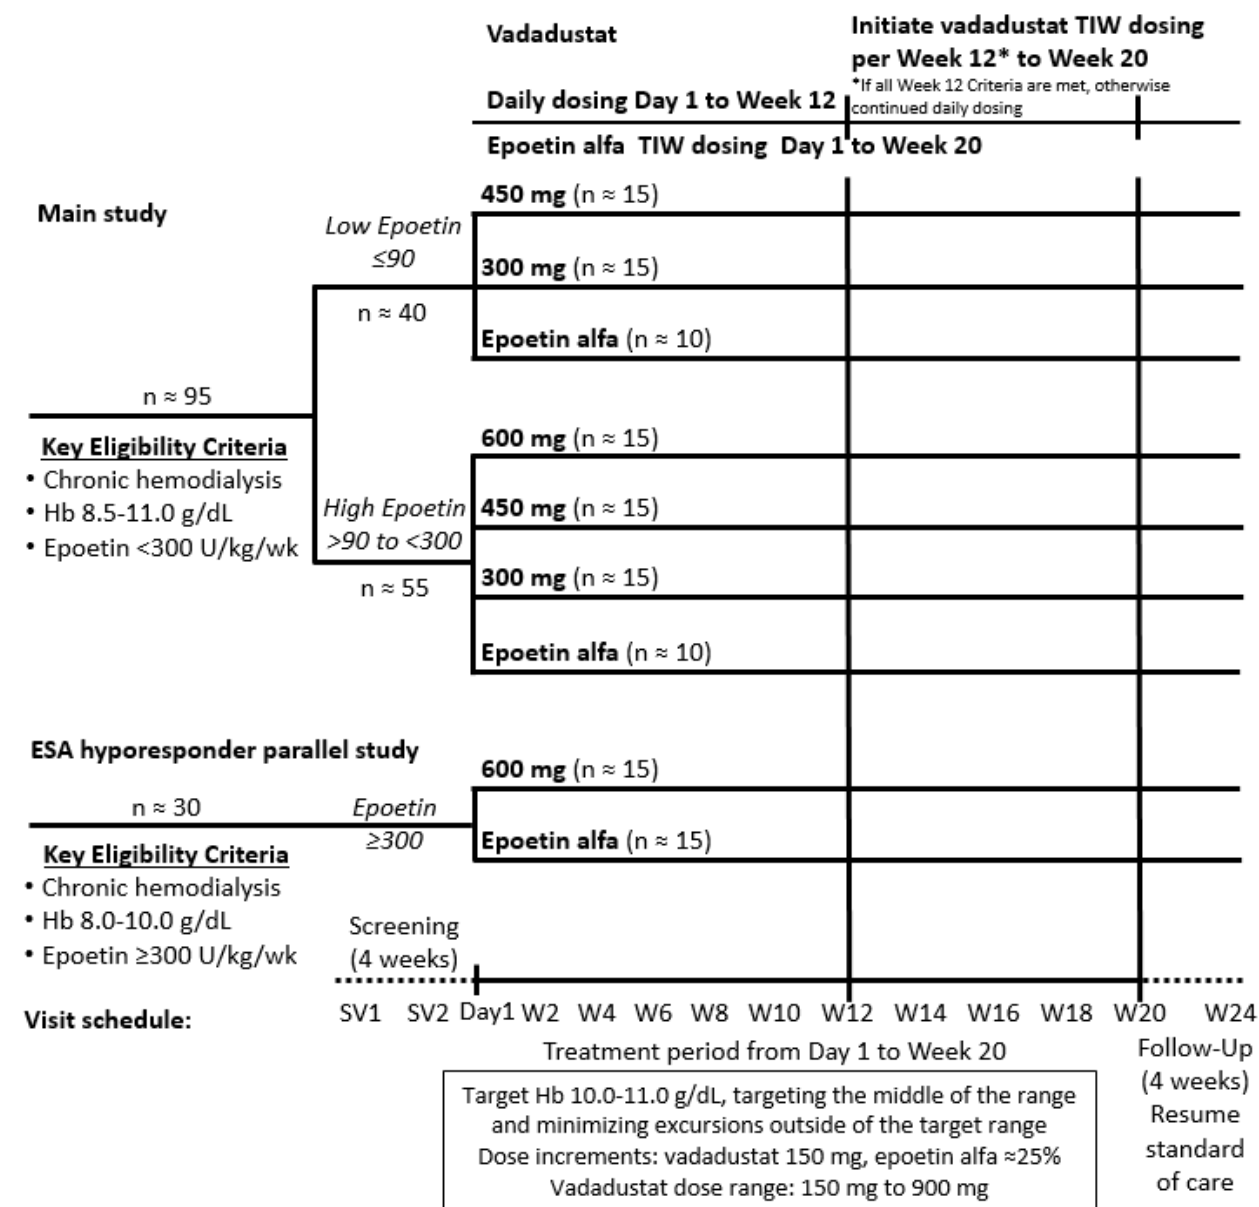 Vadadustat
Initiate vadadustat TIW dosing
per Week 12* to Week 20
*If all Week 12 Criteria are met, otherwise
continued daily dosing
Daily dosing Day 1 to Week 12
Epoetin alfa TIW dosing Day 1 to Week 20
Main study
Low Epoetin
≤90
n ≈ 40
450 mg (n ≈ 15)
300 mg (n ≈ 15)
Epoetin alfa (n ≈ 10)
n ≈ 95
Key Eligibility Criteria
• Chronic hemodialysis
• Hb 8.5-11.0 g/dL
• Epoetin <300 U/kg/wk
High Epoetin
>90 to <300
n ≈ 55
600 mg (n ≈ 15)
450 mg (n ≈ 15)
300 mg (n ≈ 15)
Epoetin alfa (n ≈ 10)
ESA hyporesponder parallel study
n ≈ 30
Epoetin
≥300
600 mg (n ≈ 15)
Epoetin alfa (n ≈ 15)
Key Eligibility Criteria
• Chronic hemodialysis
• Hb 8.0-10.0 g/dL
• Epoetin ≥300 U/kg/wk
Screening
(4 weeks)
Visit schedule:
SV1 SV2 Day1 W2 W4 W6 W8 W10 W12 W14 W16 W18 W20 W24
Treatment period from Day 1 to Week 20
Follow-Up
(4 weeks)
Resume
standard
of care
Target Hb 10.0-11.0 g/dL, targeting the middle of the range
and minimizing excursions outside of the target range
Dose increments: vadadustat 150 mg, epoetin alfa ≈25%
Vadadustat dose range: 150 mg to 900 mg